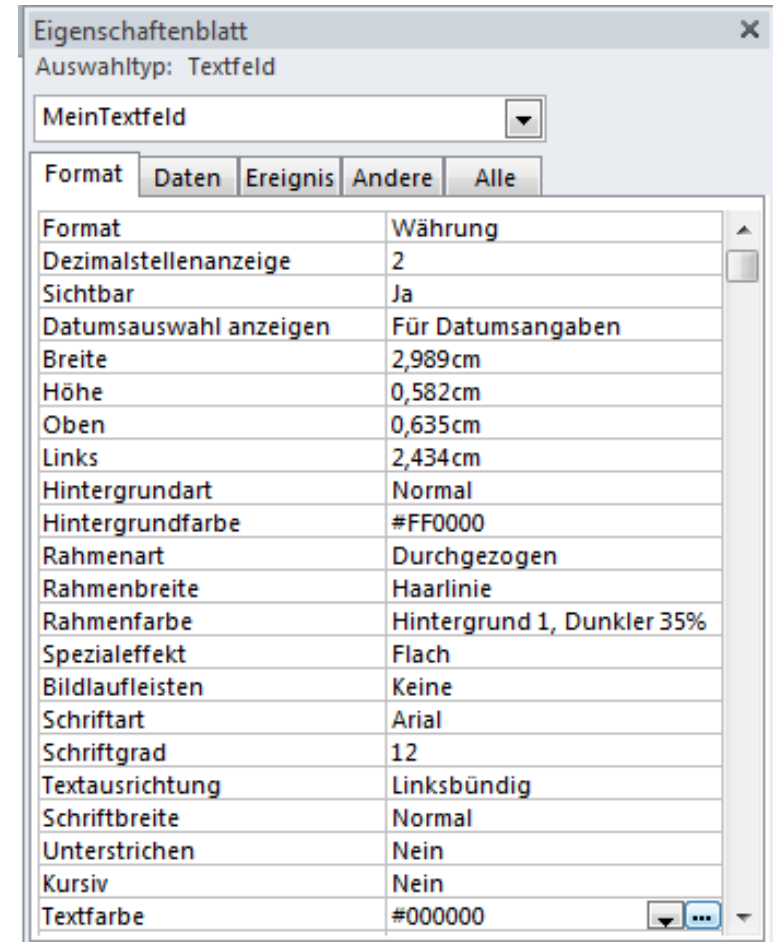 Eigenschaftenblatt
Auswahltyp: Textfeld
MeinTextfeld
Format Daten Ereignis Andere Alle
Format Währung
Dezimalstellenanzeige 2
Sichtbar Ja
Datumsauswahl anzeigen Für Datumsangaben
Breite 2,989cm
Höhe 0,582cm
Oben 0,635cm
Links 2,434cm
Hintergrundart Normal
Hintergrundfarbe #FF0000
Rahmenart Durchgezogen
Rahmenbreite Haarlinie
Rahmenfarbe Hintergrund 1, Dunkler 35%
Spezialeffekt Flach
Bildlaufleisten Keine
Schriftart Arial
Schriftgrad 12
Textausrichtung Linksbündig
Schriftbreite Normal
Unterstrichen Nein
Kursiv Nein
Textfarbe #000000